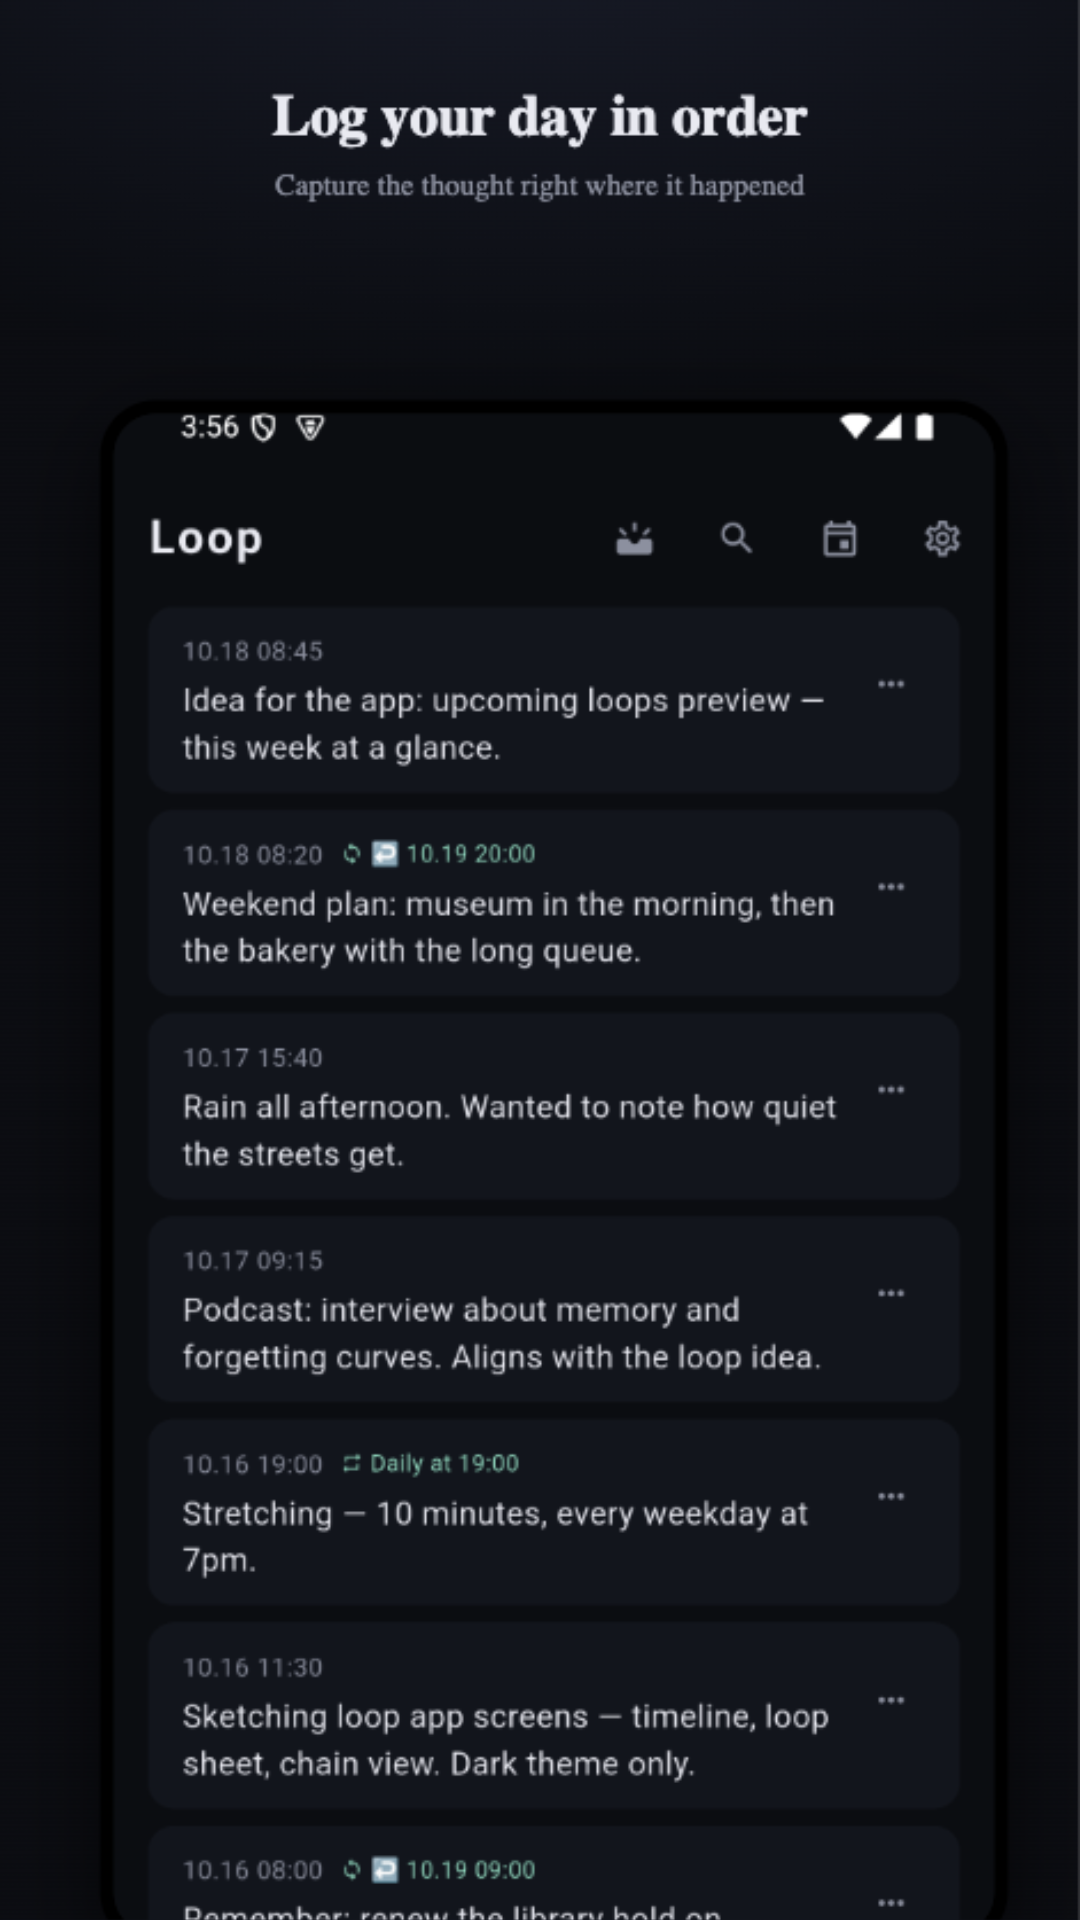 Log your day in order
Capture the thought right where it happened
3:56
Loop
10.18 08:45
Idea for the app: upcoming loops preview —
this week at a glance.
10.18 08:20 ↩️ 10.19 20:00
Weekend plan: museum in the morning, then
the bakery with the long queue.
10.17 15:40
Rain all afternoon. Wanted to note how quiet
the streets get.
10.17 09:15
Podcast: interview about memory and
forgetting curves. Aligns with the loop idea.
10.16 19:00 Daily at 19:00
Stretching — 10 minutes, every weekday at
7pm.
10.16 11:30
Sketching loop app screens — timeline, loop
sheet, chain view. Dark theme only.
10.16 08:00 ↩️ 10.19 09:00
Remember: renew the library hold on